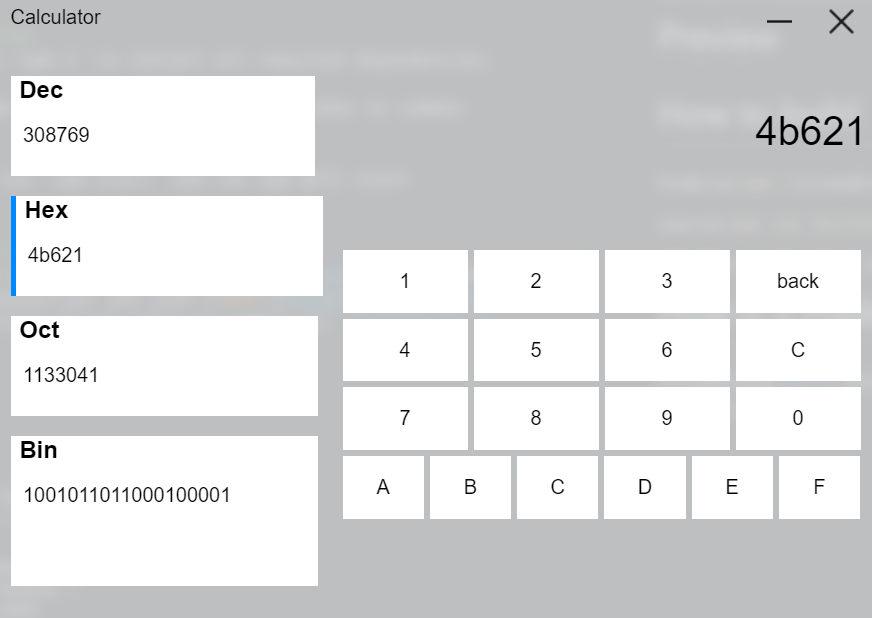 Calculator
Dec
308769
4b621
Hex
4b621
1 2 3 back
Oct
1133041
4 5 6 C
7 8 9 0
Bin
1001011011000100001
A B C D E F